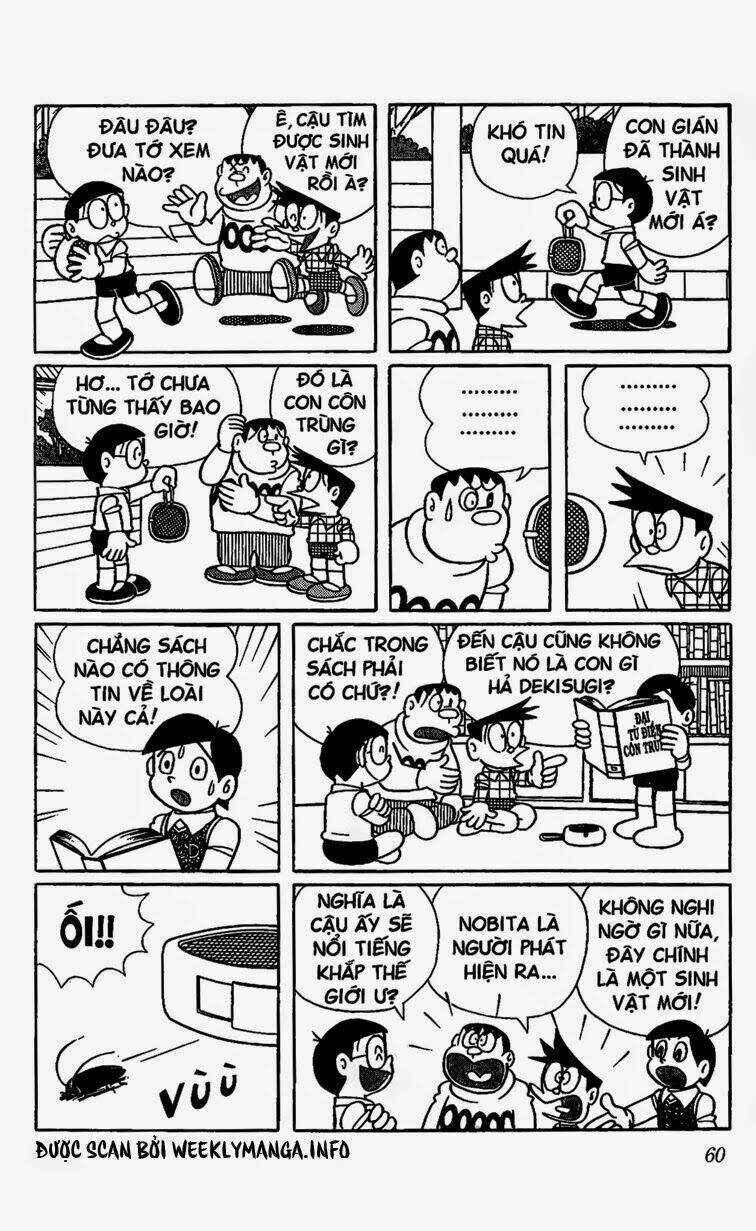 CON GIÁN
ĐÃ THÀNH
SINH
VẬT
MỚI Á?
KHÓ TIN
QUÁ!
Ê, CẬU TÌM
ĐƯỢC SINH
VẬT MỚI
RỒI À?
ĐÂU ĐÂU?
ĐƯA TỚ XEM
NÀO?
..........
..........
..........
..........
..........
..........
ĐÓ LÀ
CON CÔN
TRÙNG
GÌ?
HƠ... TỚ CHƯA
TỪNG THẤY BAO
GIỜ!
ĐẾN CẬU CŨNG KHÔNG
BIẾT NÓ LÀ CON GÌ
HẢ DEKISUGI?
CHẮC TRONG
SÁCH PHẢI
CÓ CHỨ?!
ĐẠI
TỪ ĐIỂN
CÔN TRÙ
CHẲNG SÁCH
NÀO CÓ THÔNG
TIN VỀ LOÀI
NÀY CẢ!
KHÔNG NGHI
NGỜ GÌ NỮA,
ĐÂY CHÍNH
LÀ MỘT SINH
VẬT MỚI!
NOBITA LÀ
NGƯỜI PHÁT
HIỆN RA...
NGHĨA LÀ
CẬU ẤY SẼ
NỔI TIẾNG
KHẮP THẾ
GIỚI Ư?
ỐI!!
VÙÙ
ĐƯỢC SCAN BỞI WEEKLYMANGA.INFO
60